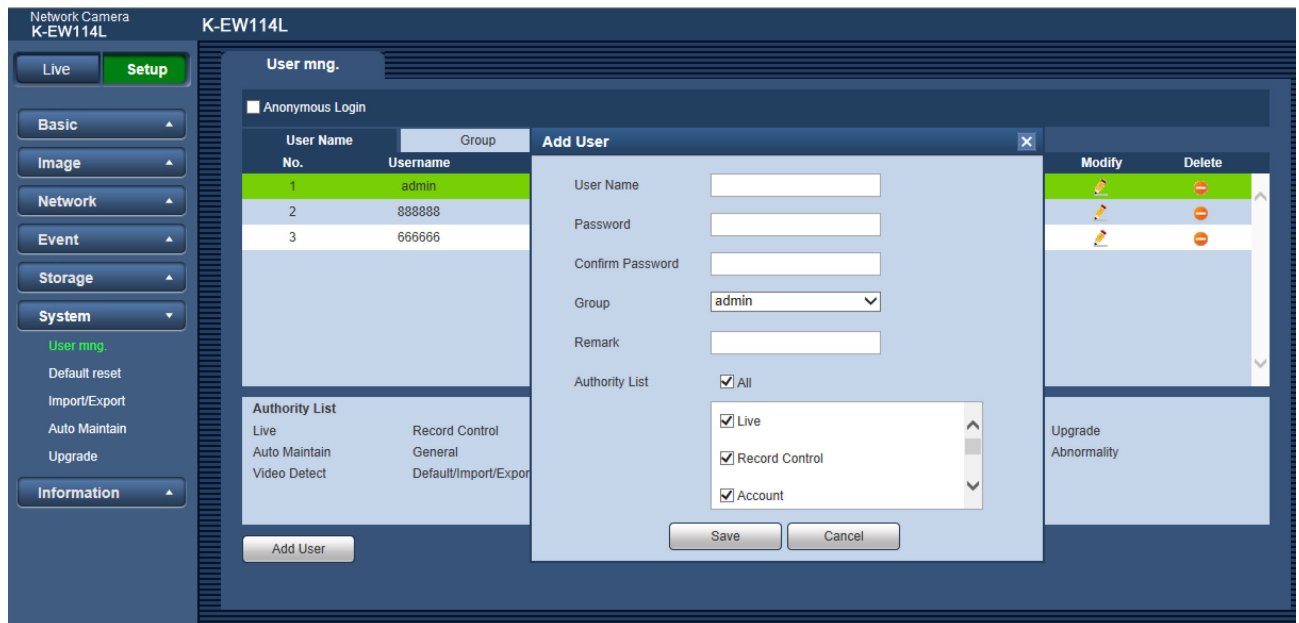 Network Camera
K-EW114L
K-EW114L
Live Setup
Basic
Image
Network
Event
Storage
System
User mng.
Default reset
Import/Export
Auto Maintain
Upgrade
Information
User mng.
Anonymous Login
User Name Group
No. Username Modify Delete
1 admin
2 888888
3 666666
Authority List
Live Record Control Upgrade
Auto Maintain General Abnormality
Video Detect Default/Import/Expor
Add User
Add User
User Name
Password
Confirm Password
Group admin
Remark
Authority List All
Live
Record Control
Account
Save Cancel